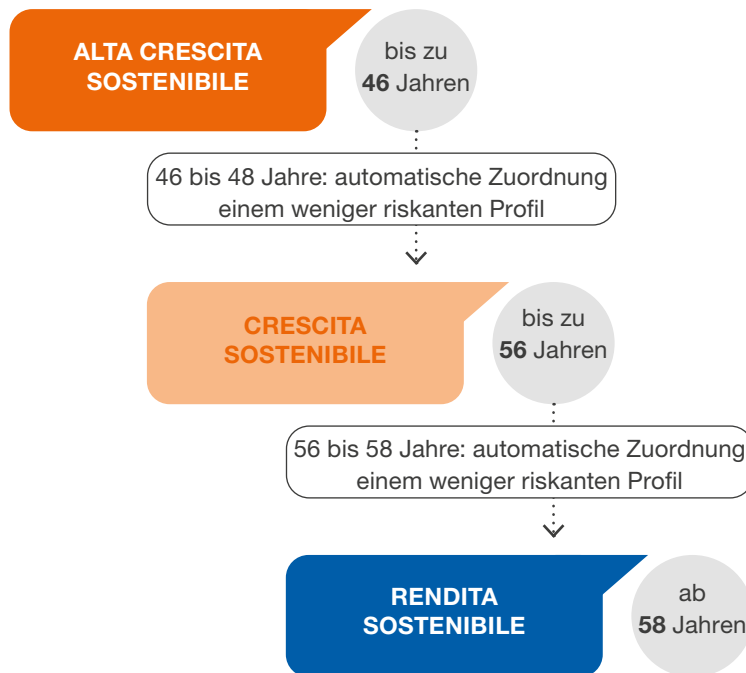 ALTA CRESCITA
SOSTENIBILE
bis zu
46 Jahren
46 bis 48 Jahre: automatische Zuordnung
einem weniger riskanten Profil
CRESCITA
SOSTENIBILE
bis zu
56 Jahren
56 bis 58 Jahre: automatische Zuordnung
einem weniger riskanten Profil
RENDITA
SOSTENIBILE
ab
58 Jahren